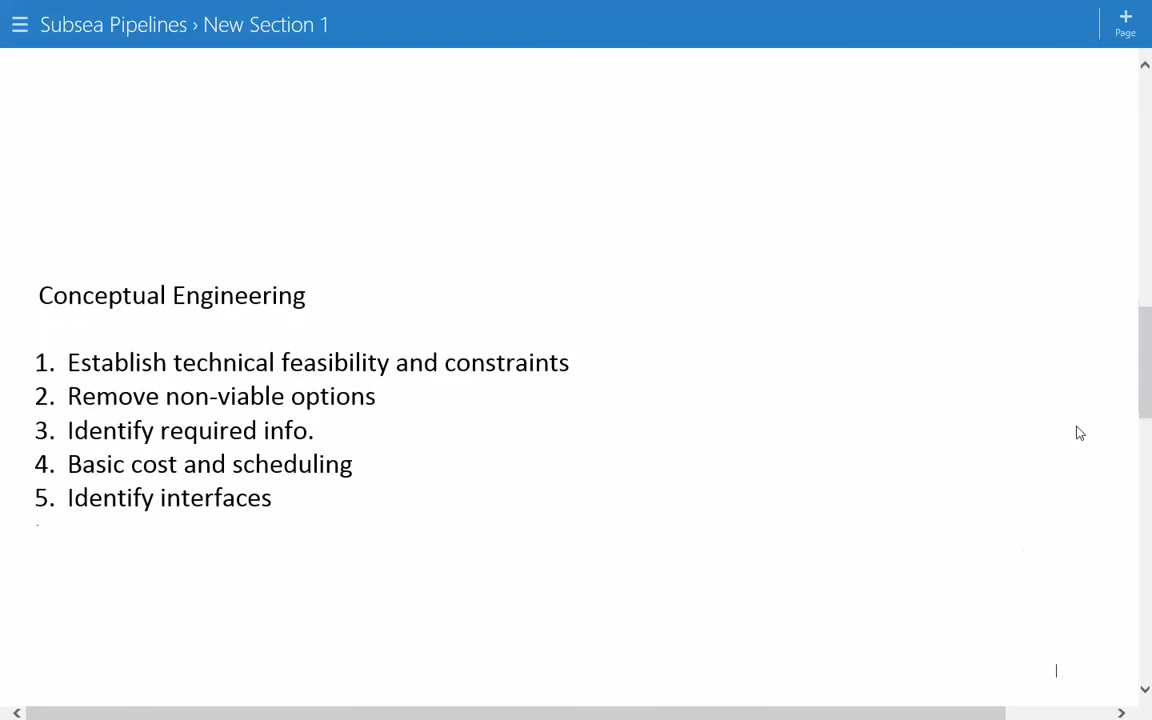 Subsea Pipelines › New Section 1
Page
Conceptual Engineering
1. Establish technical feasibility and constraints
2. Remove non-viable options
3. Identify required info.
4. Basic cost and scheduling
5. Identify interfaces